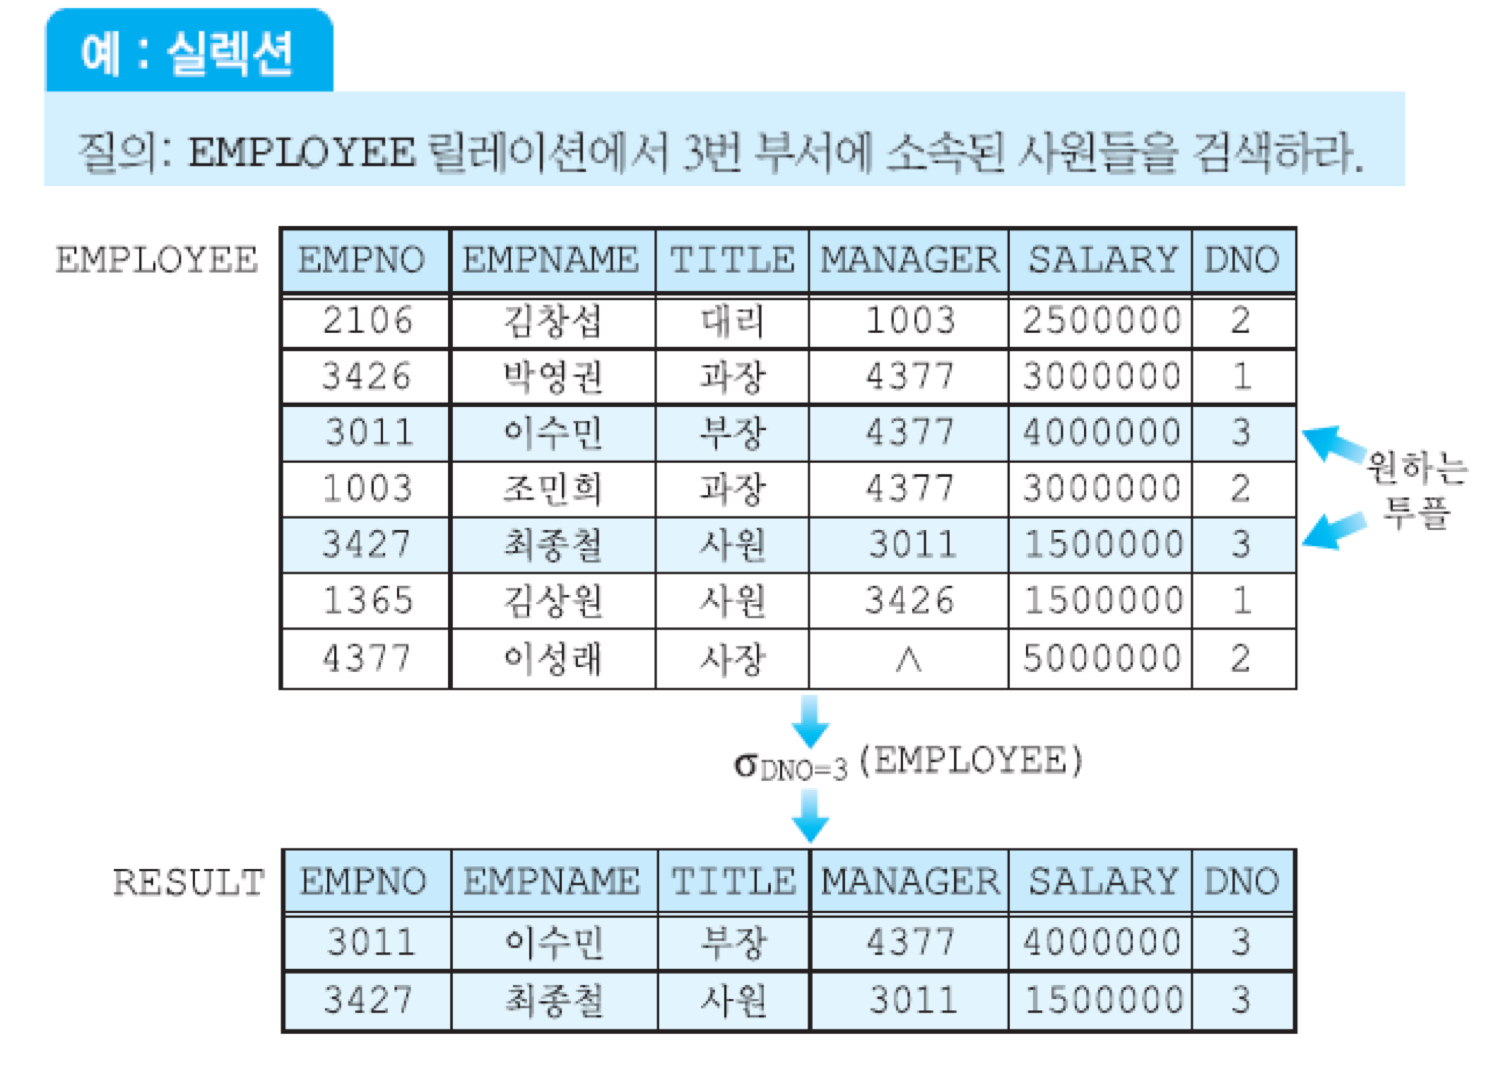 예 : 실렉션
질의: EMPLOYEE 릴레이션에서 3번 부서에 소속된 사원들을 검색하라.
EMPLOYEE EMPNO EMPNAME TITLE MANAGER SALARY DNO
2106 김창섭 대리 1003 2500000 2
3426 박영권 과장 4377 3000000 1
3011 이수민 부장 4377 4000000 3
1003 조민희 과장 4377 3000000 2
3427 최종철 사원 3011 1500000 3
1365 김상원 사원 3426 1500000 1
4377 이성래 사장 ∧ 5000000 2
원하는
투플
σDNO=3 (EMPLOYEE)
RESULT EMPNO EMPNAME TITLE MANAGER SALARY DNO
3011 이수민 부장 4377 4000000 3
3427 최종철 사원 3011 1500000 3